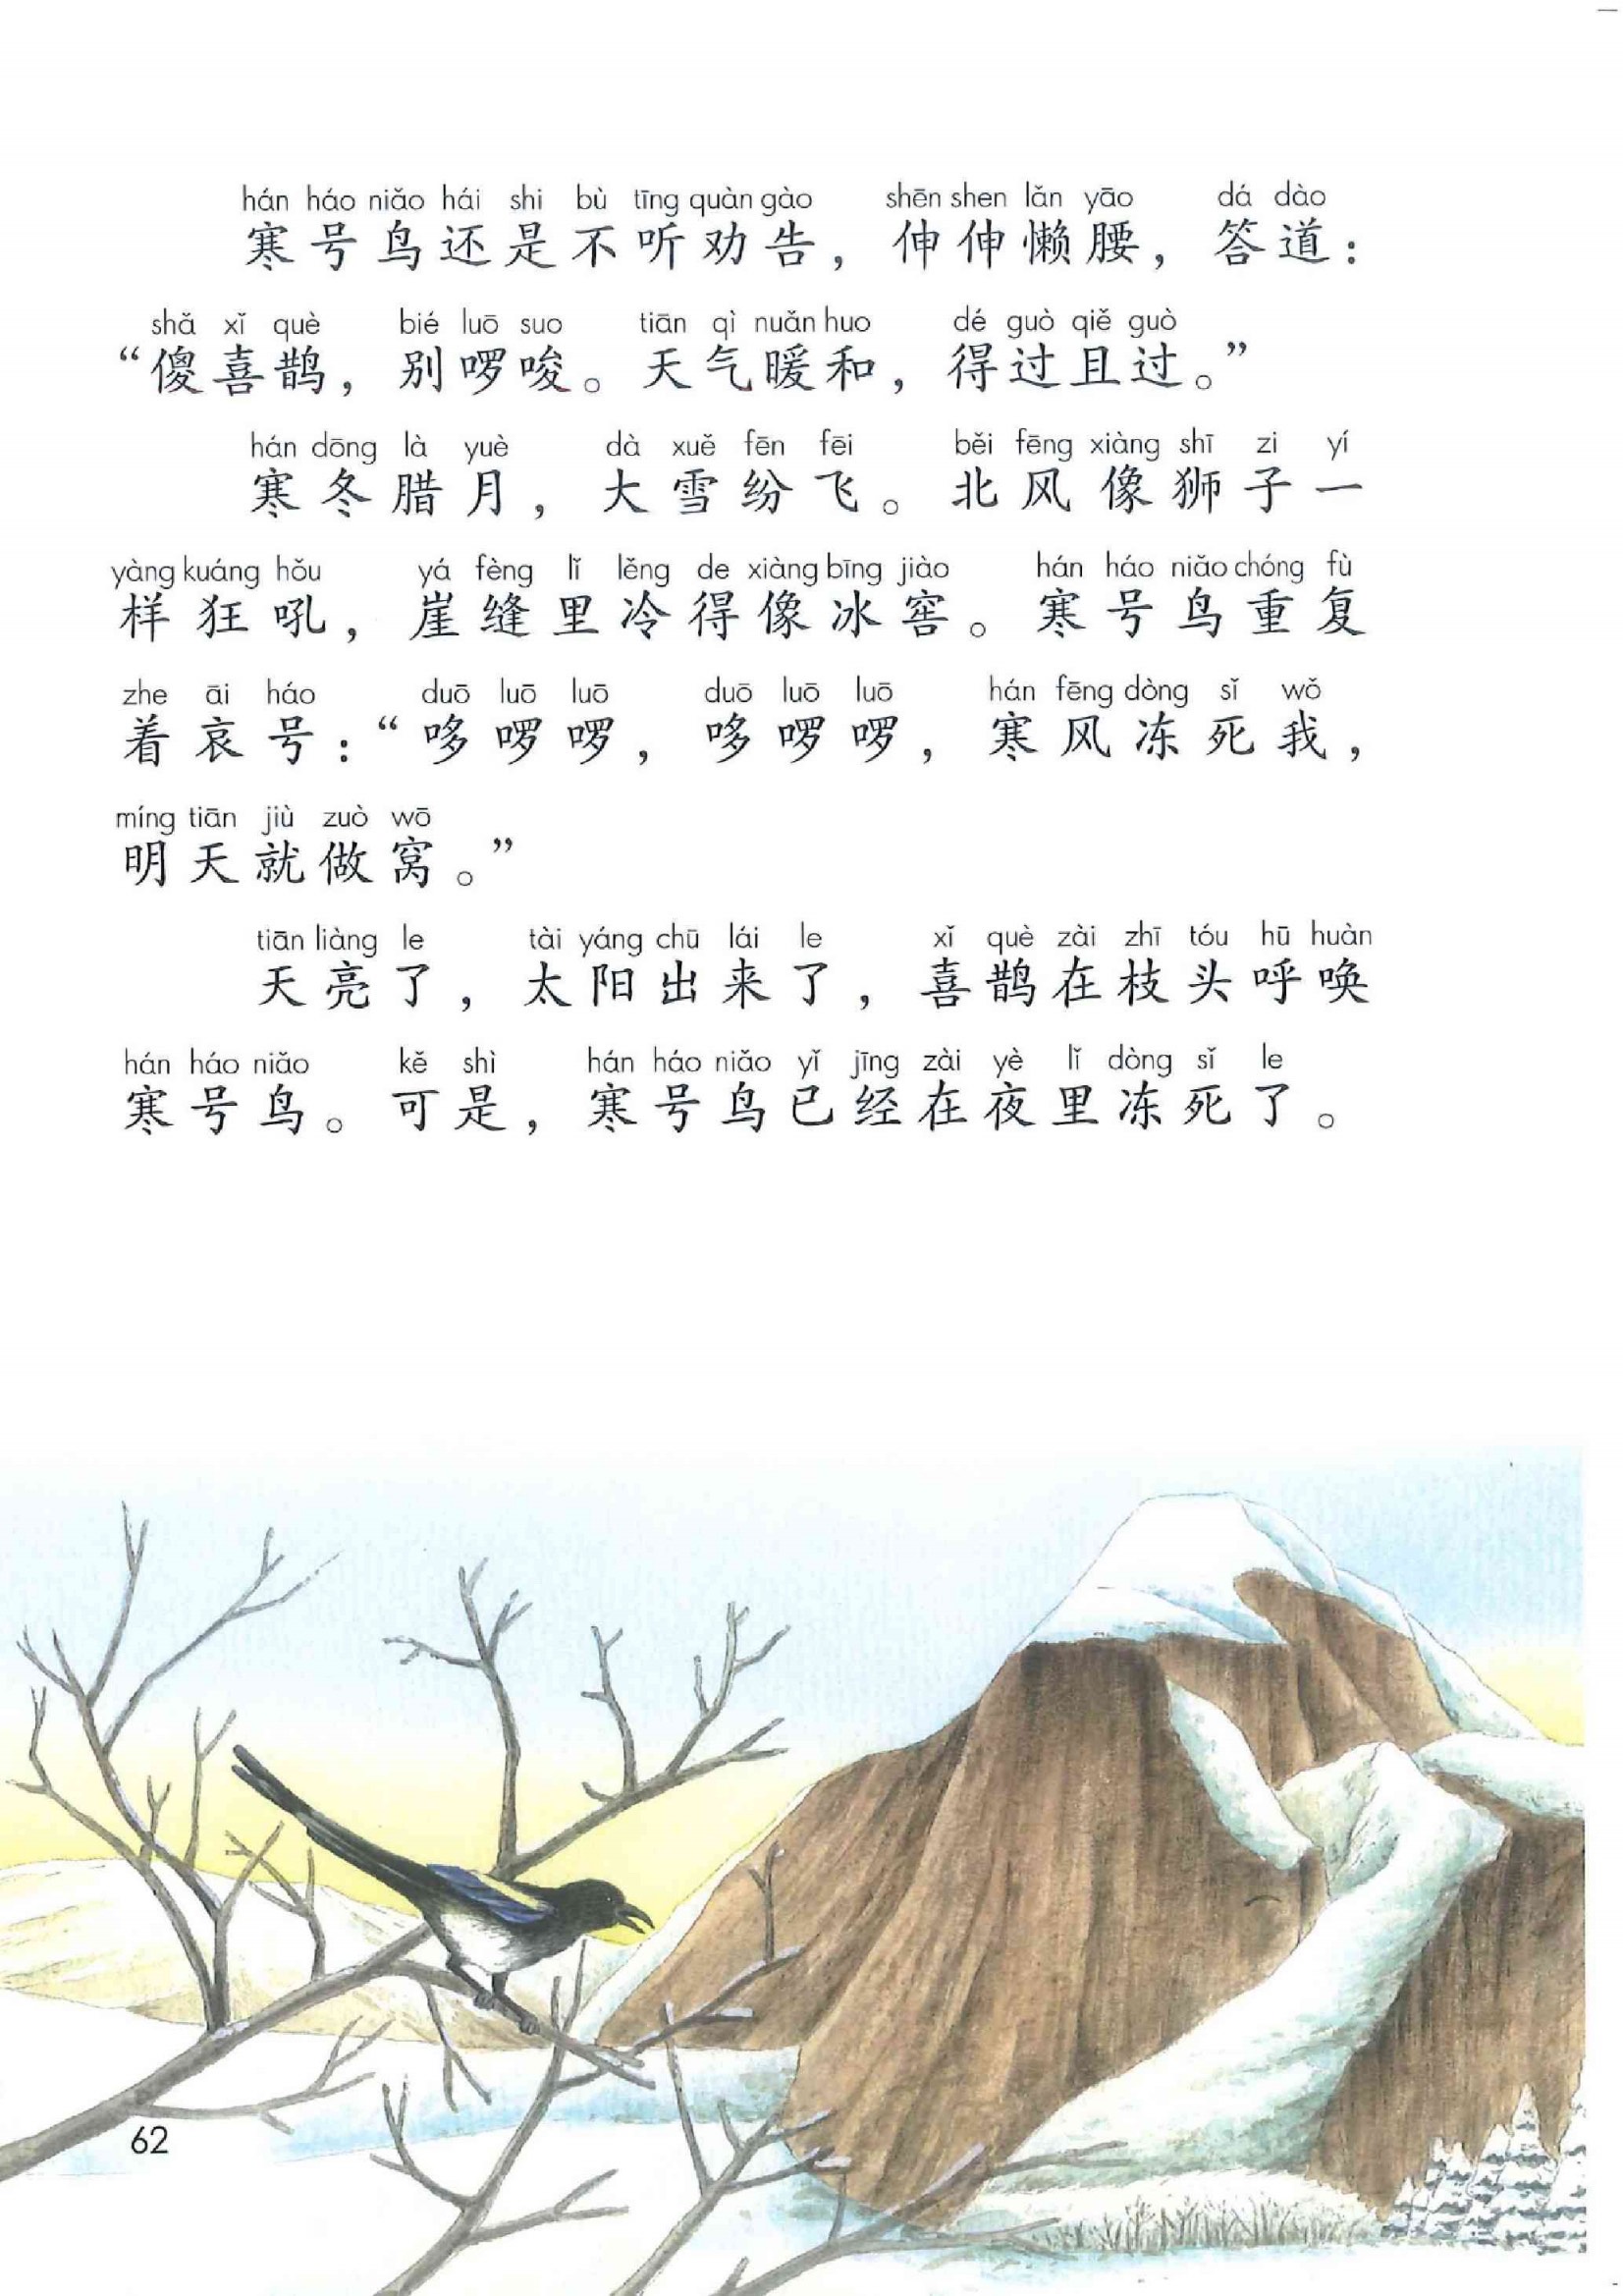 hán háo niǎo hái shi bù tīng quàn gào shēn shen lǎn yāo dá dào
寒号鸟还是不听劝告，伸伸懒腰，答道：
shǎ xǐ què bié luō suo tiān qì nuǎn huo dé guò qiě guò
“傻喜鹊，别啰唆。天气暖和，得过且过。”
hán dōng là yuè dà xuě fēn fēi běi fēng xiàng shī zi yí
寒冬腊月，大雪纷飞。北风像狮子一
yàng kuáng hǒu yá fèng lǐ lěng de xiàng bīng jiào hán háo niǎo chóng fù
样狂吼，崖缝里冷得像冰窖。寒号鸟重复
zhe āi háo duō luō luō duō luō luō hán fēng dòng sǐ wǒ
着哀号：“哆啰啰，哆啰啰，寒风冻死我，
míng tiān jiù zuò wō
明天就做窝。”
tiān liàng le tài yáng chū lái le xǐ què zài zhī tóu hū huàn
天亮了，太阳出来了，喜鹊在枝头呼唤
hán háo niǎo kě shì hán háo niǎo yǐ jīng zài yè lǐ dòng sǐ le
寒号鸟。可是，寒号鸟已经在夜里冻死了。
62